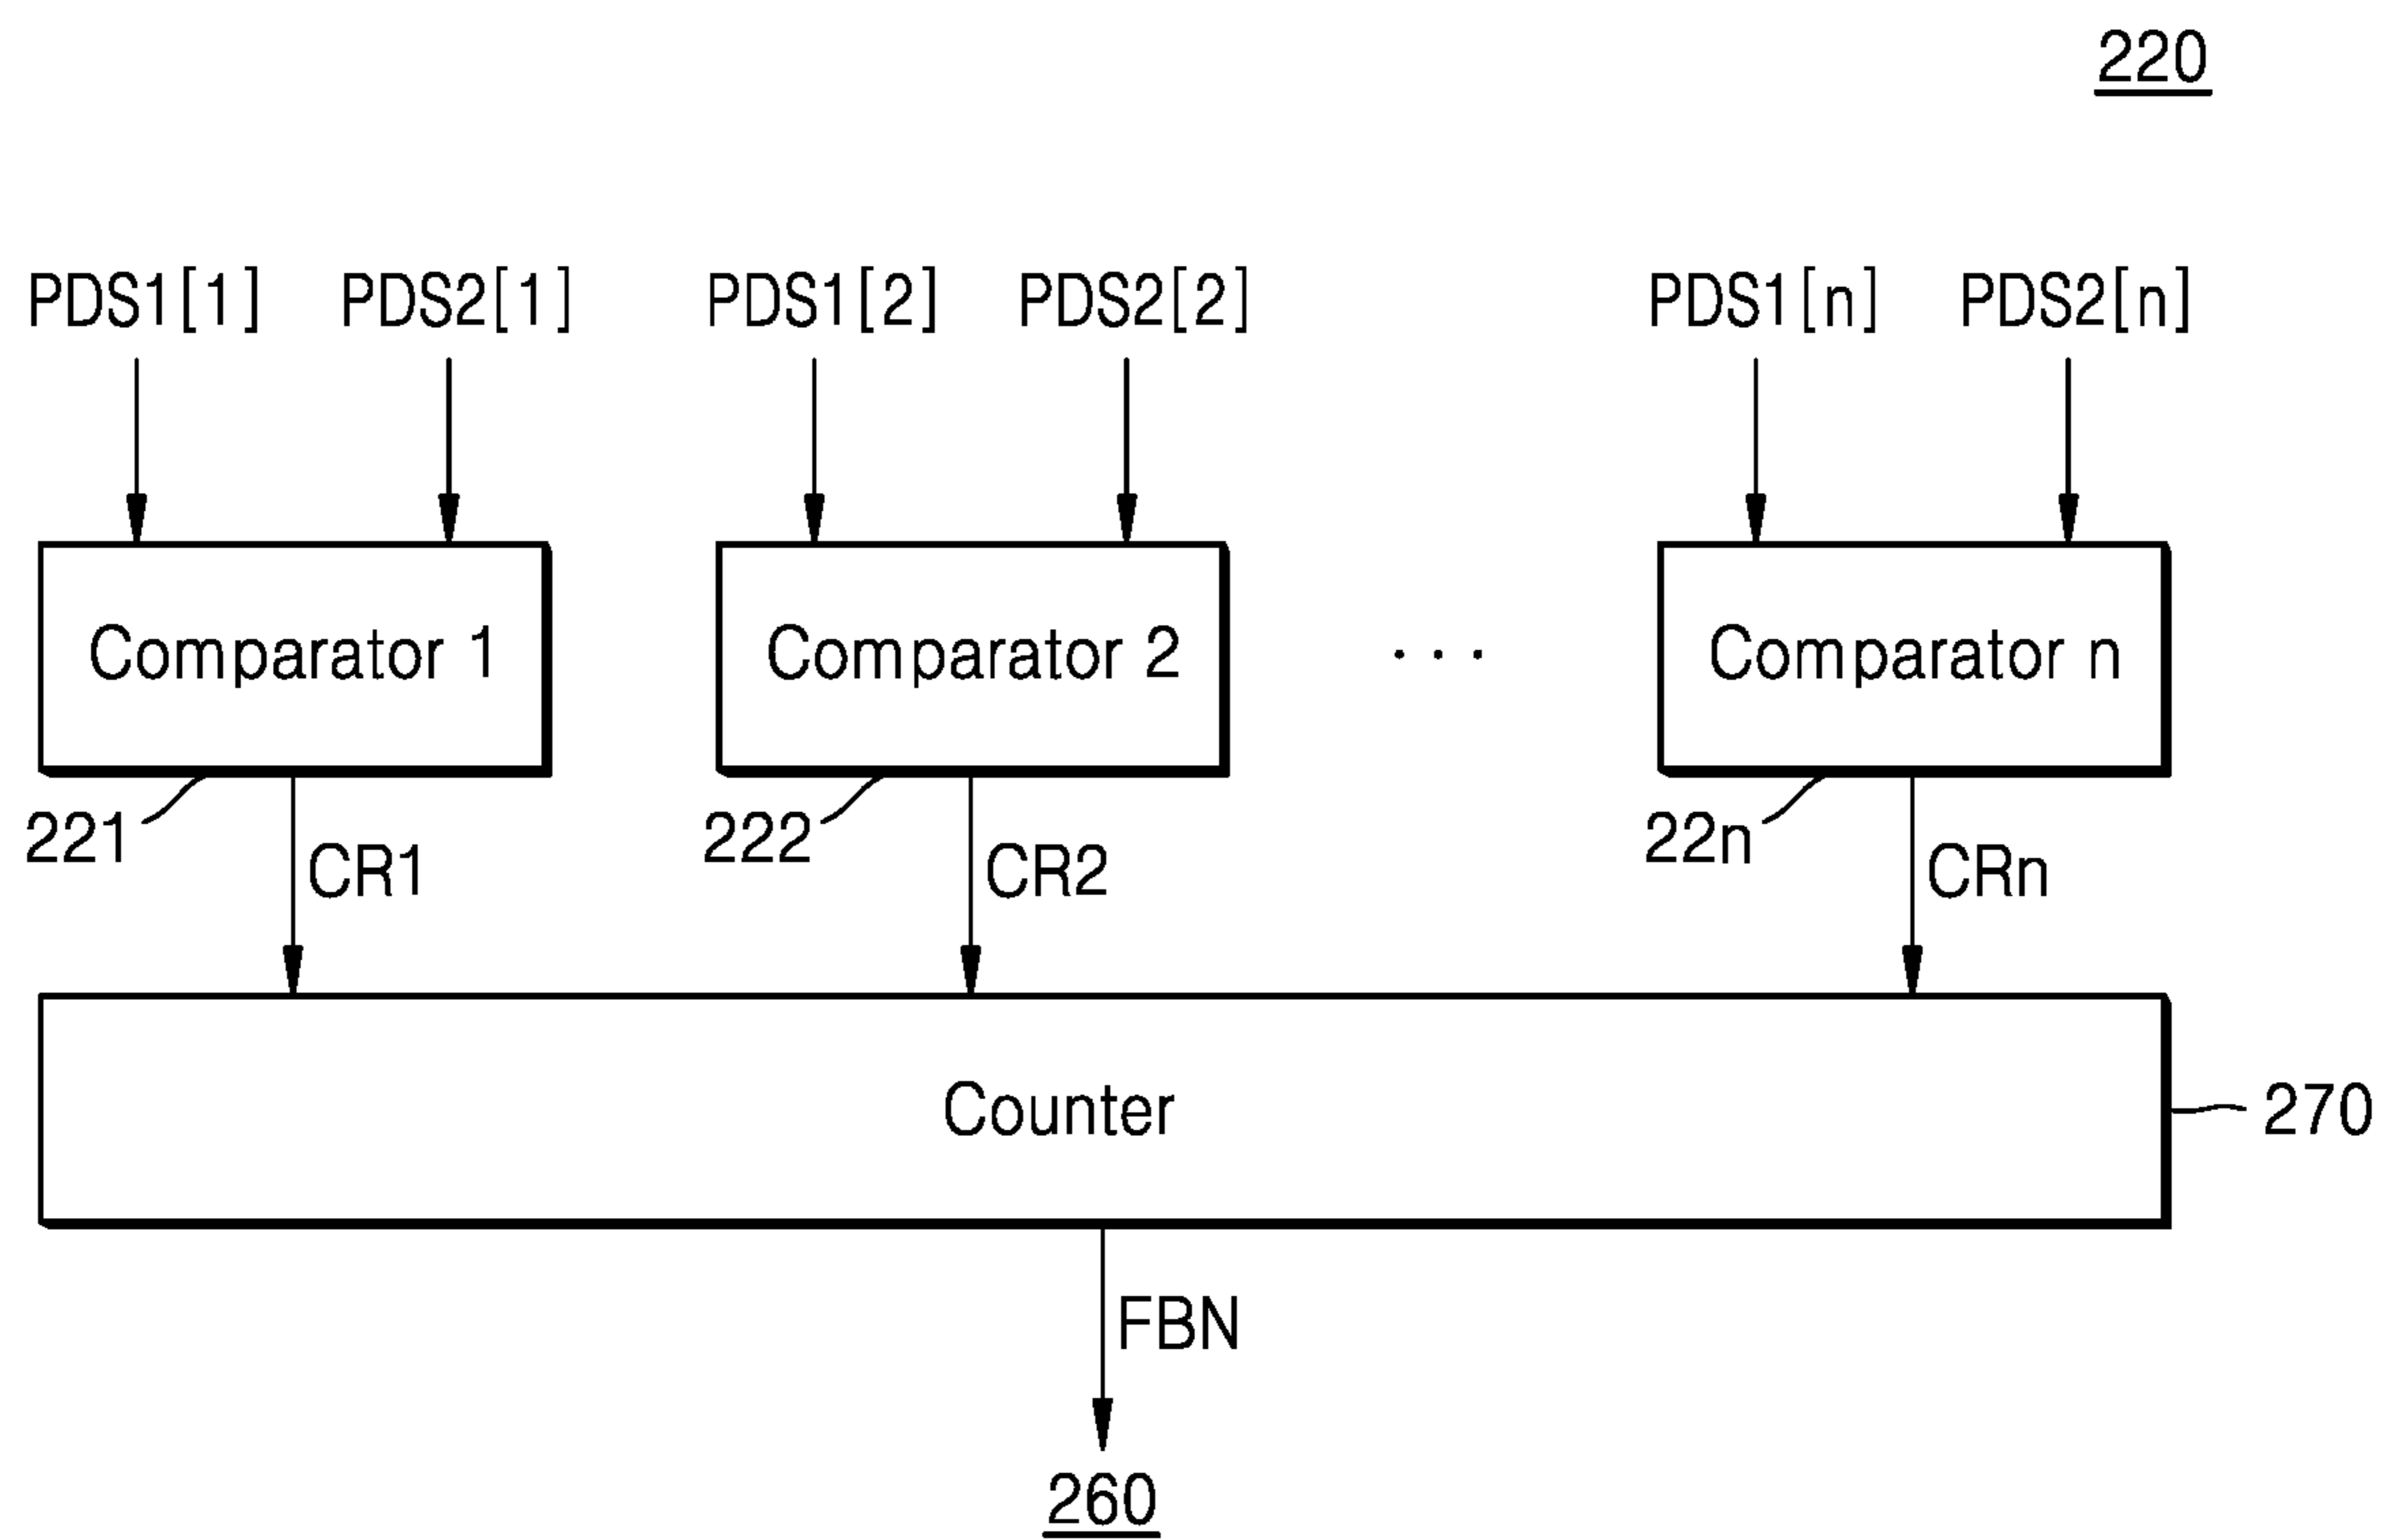 220
PDS1[1] PDS2[1] PDS1[2] PDS2[2] PDS1[n] PDS2[n]
Comparator 1 Comparator 2 · · · Comparator n
221 222 22n
CR1 CR2 CRn
Counter 270
FBN
260